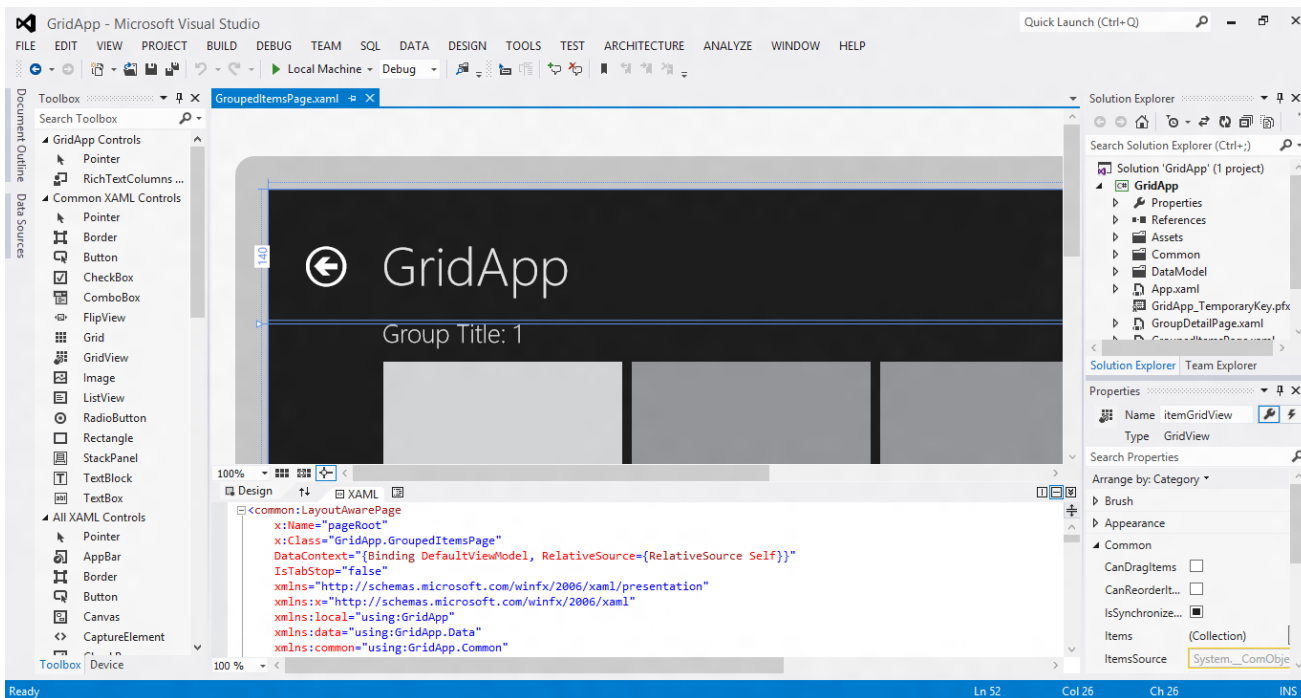 GridApp - Microsoft Visual Studio
Quick Launch (Ctrl+Q)
FILE EDIT VIEW PROJECT BUILD DEBUG TEAM SQL DATA DESIGN TOOLS TEST ARCHITECTURE ANALYZE WINDOW HELP
Local Machine Debug
Document Outline
Data Sources
Toolbox
Search Toolbox
GridApp Controls
Pointer
RichTextColumns ...
Common XAML Controls
Pointer
Border
Button
CheckBox
ComboBox
FlipView
Grid
GridView
Image
ListView
RadioButton
Rectangle
StackPanel
TextBlock
TextBox
All XAML Controls
Pointer
AppBar
Border
Button
Canvas
CaptureElement
Toolbox Device
GroupedItemsPage.xaml
140
GridApp
Group Title: 1
100%
Design XAML
<common:LayoutAwarePage
x:Name="pageRoot"
x:Class="GridApp.GroupedItemsPage"
DataContext="{Binding DefaultViewModel, RelativeSource={RelativeSource Self}}"
IsTabStop="false"
xmlns="http://schemas.microsoft.com/winfx/2006/xaml/presentation"
xmlns:x="http://schemas.microsoft.com/winfx/2006/xaml"
xmlns:local="using:GridApp"
xmlns:data="using:GridApp.Data"
xmlns:common="using:GridApp.Common"
100 %
Solution Explorer
Search Solution Explorer (Ctrl+;)
Solution 'GridApp' (1 project)
C# GridApp
Properties
References
Assets
Common
DataModel
App.xaml
GridApp_TemporaryKey.pfx
GroupDetailPage.xaml
GroupedItemsPage.xaml
Solution Explorer Team Explorer
Properties
Name itemGridView
Type GridView
Search Properties
Arrange by: Category
Brush
Appearance
Common
CanDragItems
CanReorderIt...
IsSynchronize...
Items (Collection)
ItemsSource System.__ComObje
Ready Ln 52 Col 26 Ch 26 INS